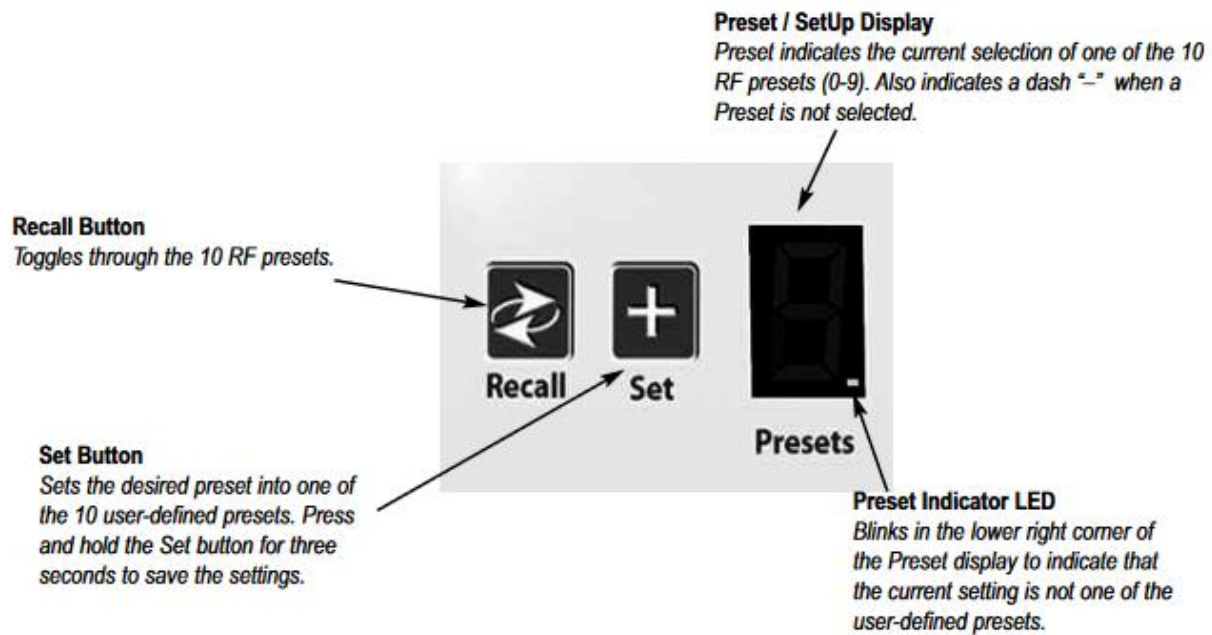 Preset / SetUp Display
Preset indicates the current selection of one of the 10
RF presets (0-9). Also indicates a dash “–” when a
Preset is not selected.
Recall Button
Toggles through the 10 RF presets.
Recall
Set
Presets
Set Button
Sets the desired preset into one of
the 10 user-defined presets. Press
and hold the Set button for three
seconds to save the settings.
Preset Indicator LED
Blinks in the lower right corner of
the Preset display to indicate that
the current setting is not one of the
user-defined presets.